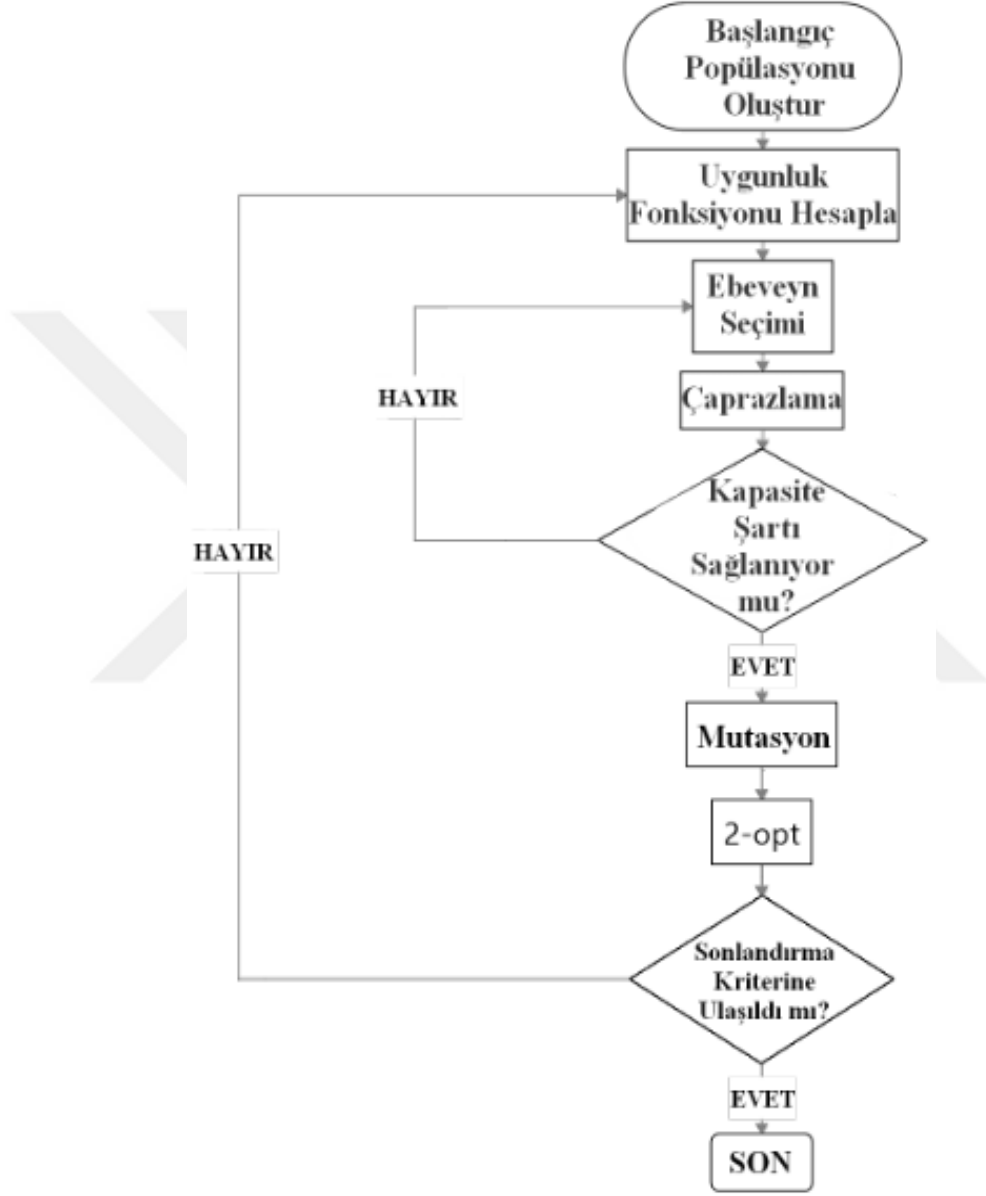 Başlangıç
Popülasyonu
Oluştur
Uygunluk
Fonksiyonu Hesapla
Ebeveyn
Seçimi
HAYIR
Çaprazlama
Kapasite
Şartı
Sağlanıyor
mu?
HAYIR
EVET
Mutasyon
2-opt
Sonlandırma
Kriterine
Ulaşıldı mı?
EVET
SON